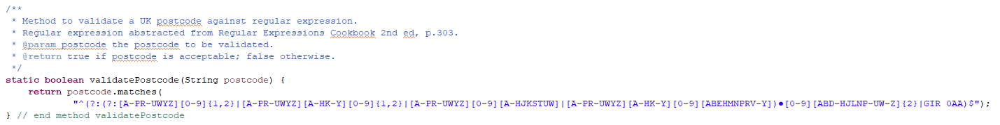 /**
 * Method to validate a UK postcode against regular expression.
 * Regular expression abstracted from Regular Expressions Cookbook 2nd ed, p.303.
 * @param postcode the postcode to be validated.
 * @return true if postcode is acceptable; false otherwise.
 */
static boolean validatePostcode(String postcode) {
    return postcode.matches(
            "^(?:(?:[A-PR-UWYZ][0-9]{1,2}|[A-PR-UWYZ][A-HK-Y][0-9]{1,2}|[A-PR-UWYZ][0-9][A-HJKSTUW]|[A-PR-UWYZ][A-HK-Y][0-9][ABEHMNPRV-Y])●[0-9][ABD-HJLNP-UW-Z]{2}|GIR 0AA)$");
} // end method validatePostcode